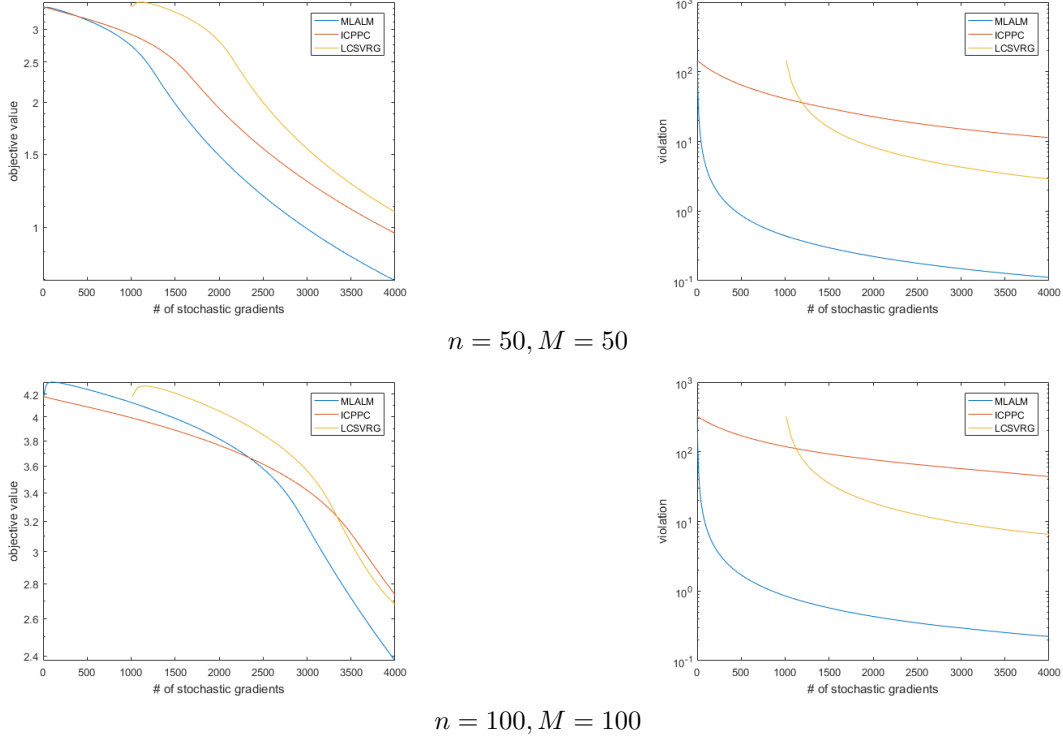 objective value
3
2.5
2
1.5
1
0 500 1000 1500 2000 2500 3000 3500 4000
# of stochastic gradients
MLALM
ICPPC
LCSVRG
violation
10^3
10^2
10^1
10^0
10^-1
0 500 1000 1500 2000 2500 3000 3500 4000
# of stochastic gradients
MLALM
ICPPC
LCSVRG
n = 50, M = 50
objective value
4.2
4
3.8
3.6
3.4
3.2
3
2.8
2.6
2.4
0 500 1000 1500 2000 2500 3000 3500 4000
# of stochastic gradients
MLALM
ICPPC
LCSVRG
violation
10^3
10^2
10^1
10^0
10^-1
0 500 1000 1500 2000 2500 3000 3500 4000
# of stochastic gradients
MLALM
ICPPC
LCSVRG
n = 100, M = 100